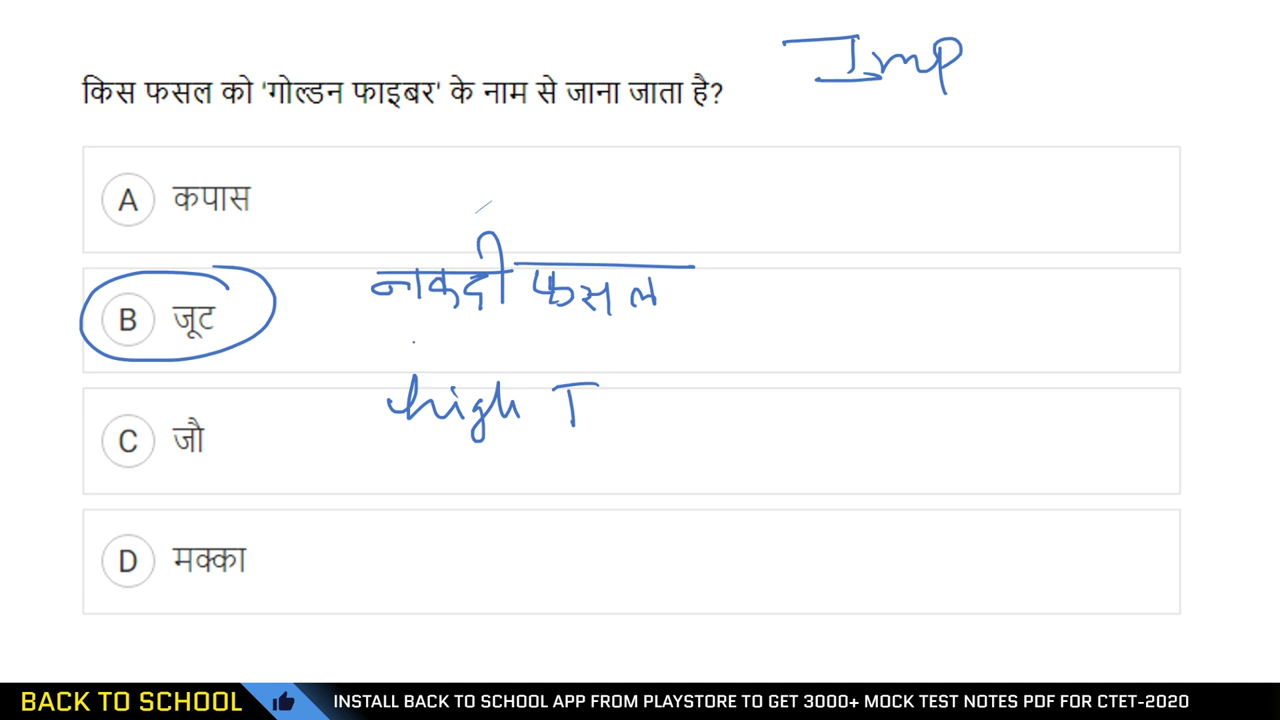 Imp
किस फसल को 'गोल्डन फाइबर' के नाम से जाना जाता है?
A कपास
नकदी फसल
B जूट
high T
C जौ
D मक्का
BACK TO SCHOOL INSTALL BACK TO SCHOOL APP FROM PLAYSTORE TO GET 3000+ MOCK TEST NOTES PDF FOR CTET-2020